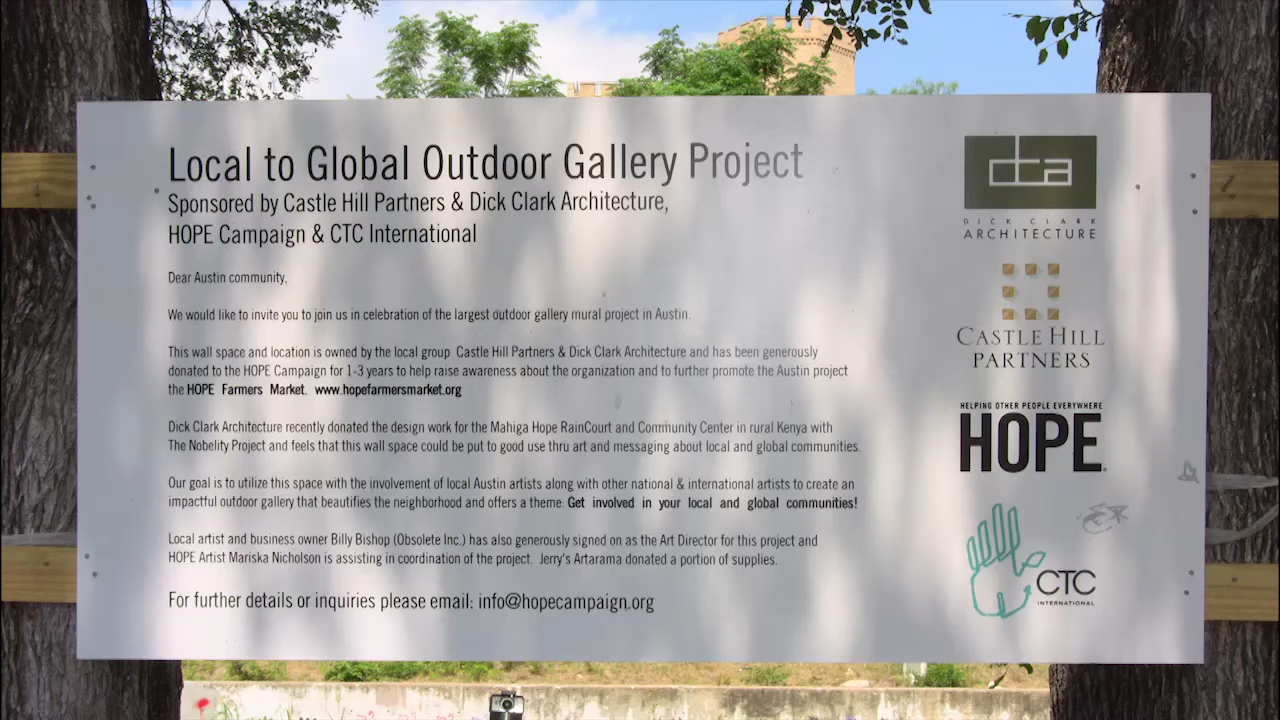 Local to Global Outdoor Gallery Project
Sponsored by Castle Hill Partners & Dick Clark Architecture,
HOPE Campaign & CTC International
Dear Austin community,
We would like to invite you to join us in celebration of the largest outdoor gallery mural project in Austin.
This wall space and location is owned by the local group Castle Hill Partners & Dick Clark Architecture and has been generously
donated to the HOPE Campaign for 1-3 years to help raise awareness about the organization and to further promote the Austin project
the HOPE Farmers Market. www.hopefarmersmarket.org
Dick Clark Architecture recently donated the design work for the Mahiga Hope RainCourt and Community Center in rural Kenya with
The Nobelity Project and feels that this wall space could be put to good use thru art and messaging about local and global communities.
Our goal is to utilize this space with the involvement of local Austin artists along with other national & international artists to create an
impactful outdoor gallery that beautifies the neighborhood and offers a theme: Get involved in your local and global communities!
Local artist and business owner Billy Bishop (Obsolete Inc.) has also generously signed on as the Art Director for this project and
HOPE Artist Mariska Nicholson is assisting in coordination of the project. Jerry's Artarama donated a portion of supplies.
For further details or inquiries please email: info@hopecampaign.org
dca
DICK CLARK
ARCHITECTURE
CASTLE HILL
PARTNERS
HELPING OTHER PEOPLE EVERYWHERE
HOPE
CTC
INTERNATIONAL